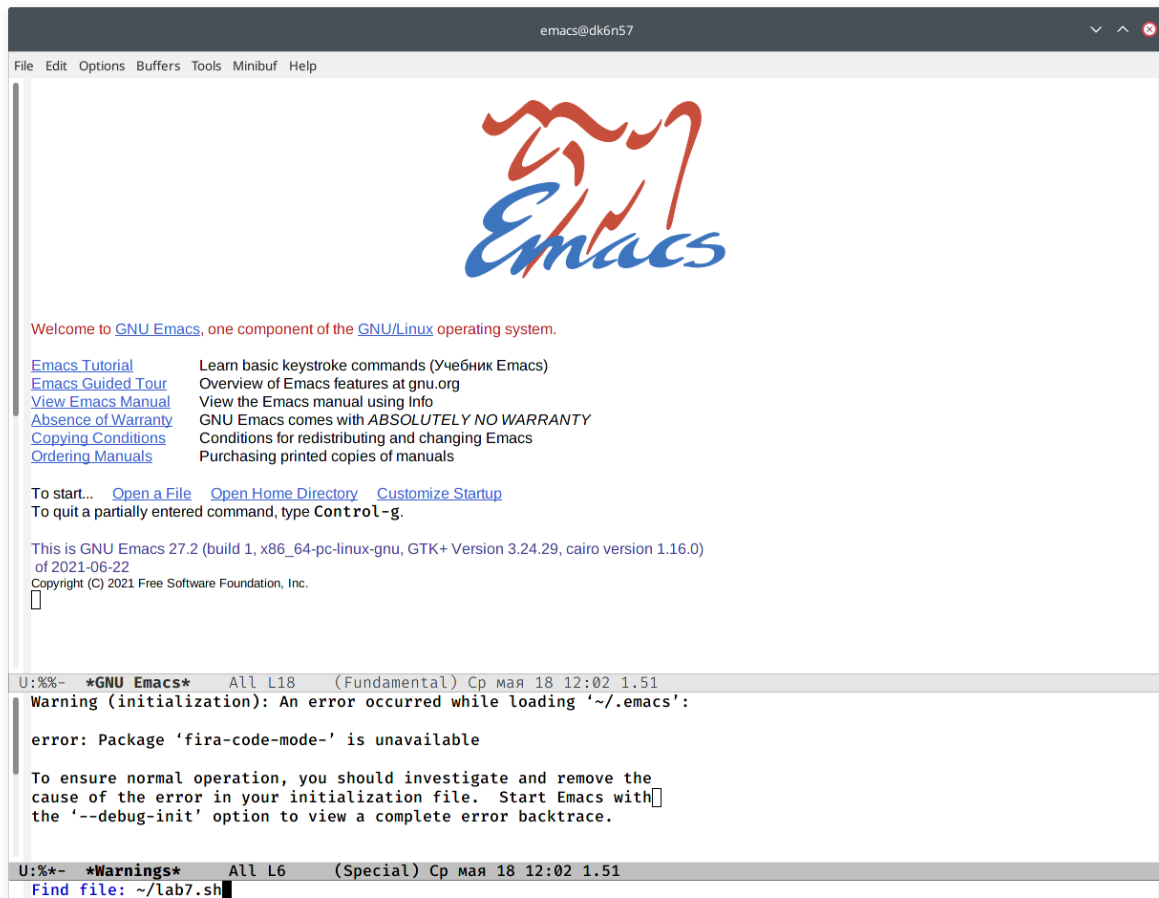 emacs@dk6n57
File Edit Options Buffers Tools Minibuf Help
Emacs
Welcome to GNU Emacs, one component of the GNU/Linux operating system.
Emacs Tutorial Learn basic keystroke commands (Учебник Emacs)
Emacs Guided Tour Overview of Emacs features at gnu.org
View Emacs Manual View the Emacs manual using Info
Absence of Warranty GNU Emacs comes with ABSOLUTELY NO WARRANTY
Copying Conditions Conditions for redistributing and changing Emacs
Ordering Manuals Purchasing printed copies of manuals
To start... Open a File Open Home Directory Customize Startup
To quit a partially entered command, type Control-g.
This is GNU Emacs 27.2 (build 1, x86_64-pc-linux-gnu, GTK+ Version 3.24.29, cairo version 1.16.0)
of 2021-06-22
Copyright (C) 2021 Free Software Foundation, Inc.
U:%%- *GNU Emacs* All L18 (Fundamental) Ср мая 18 12:02 1.51
Warning (initialization): An error occurred while loading ‘~/.emacs’:
error: Package ‘fira-code-mode-’ is unavailable
To ensure normal operation, you should investigate and remove the
cause of the error in your initialization file. Start Emacs with
the ‘--debug-init’ option to view a complete error backtrace.
U:%*- *Warnings* All L6 (Special) Ср мая 18 12:02 1.51
Find file: ~/lab7.sh